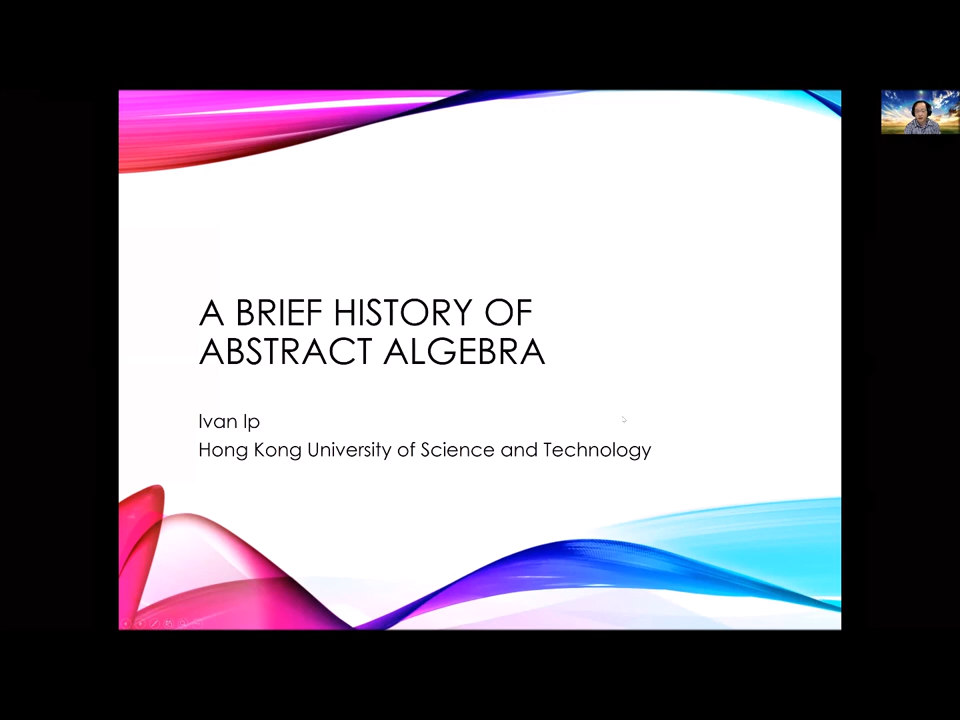 A BRIEF HISTORY OF
ABSTRACT ALGEBRA
Ivan Ip
Hong Kong University of Science and Technology